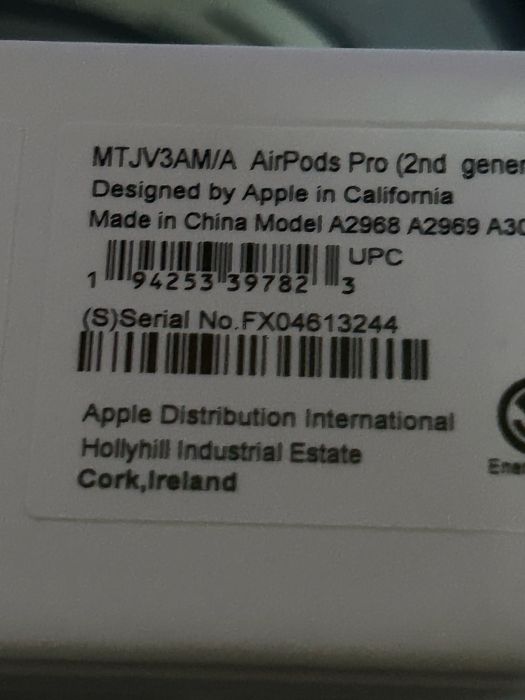 MTJV3AM/A AirPods Pro (2nd gener
Designed by Apple in California
Made in China Model A2968 A2969 A30
UPC
1 94253 39782 3
(S)Serial No.FX04613244
Apple Distribution International
Hollyhill Industrial Estate
Cork,Ireland
Ene